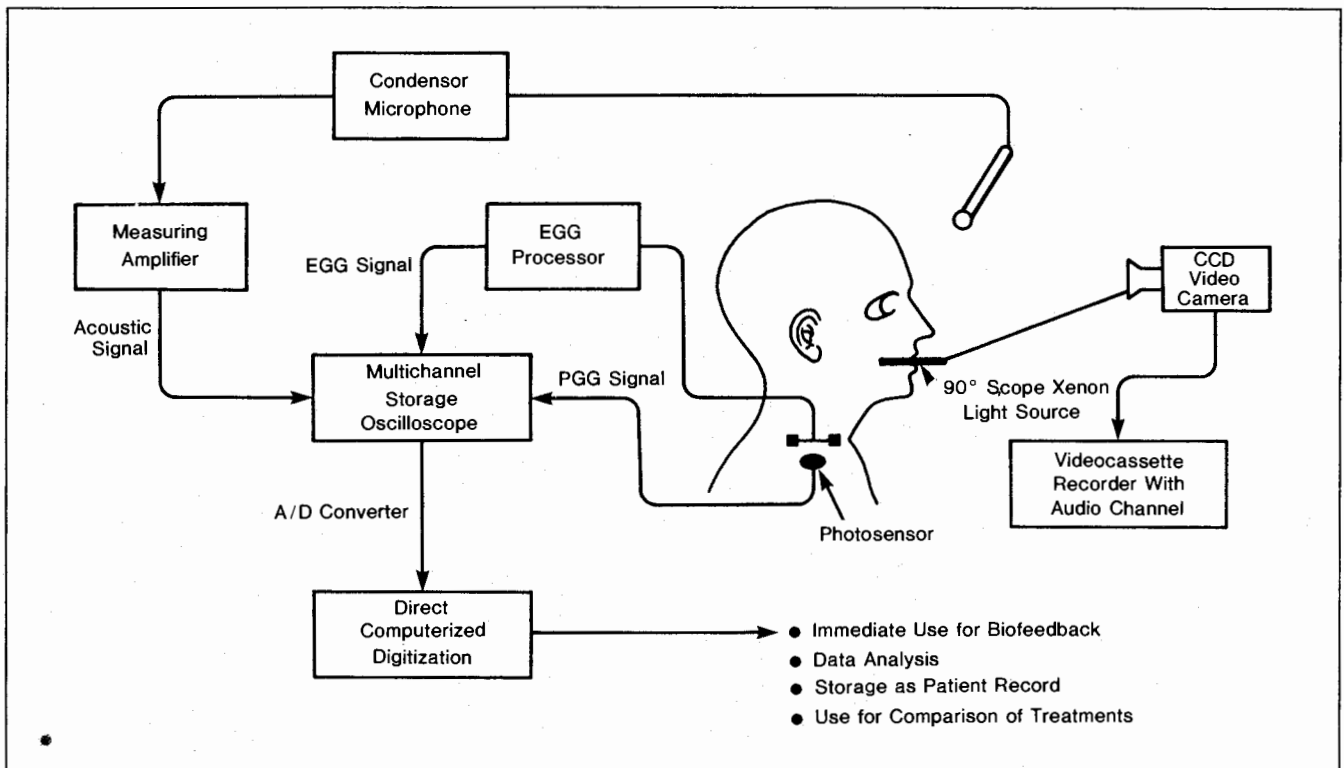 Condensor
Microphone
Measuring
Amplifier
EGG
Processor
EGG Signal
CCD
Video
Camera
Acoustic
Signal
Multichannel
Storage
Oscilloscope
PGG Signal
90° Scope Xenon
Light Source
Videocassette
Recorder With
Audio Channel
A/D Converter
Photosensor
Direct
Computerized
Digitization
● Immediate Use for Biofeedback
● Data Analysis
● Storage as Patient Record
● Use for Comparison of Treatments